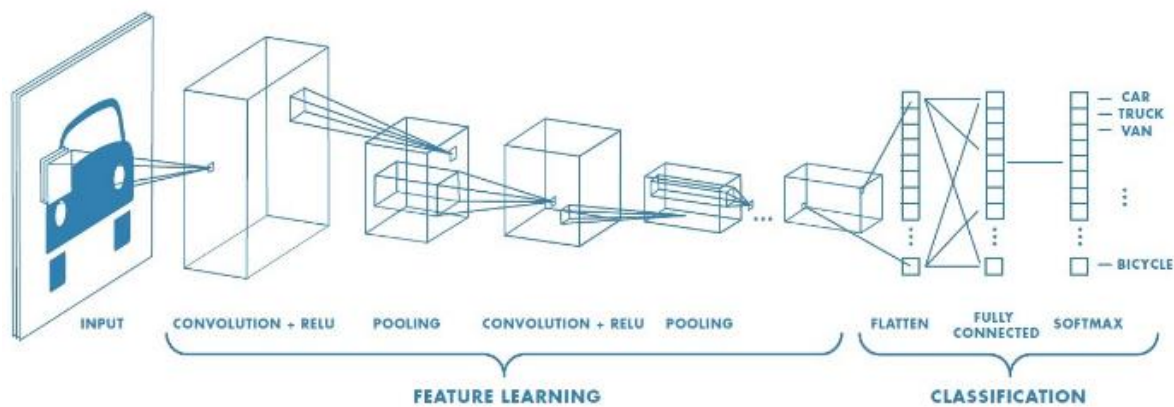 CAR
TRUCK
VAN
BICYCLE
INPUT
CONVOLUTION + RELU
POOLING
CONVOLUTION + RELU
POOLING
FLATTEN
FULLY
CONNECTED
SOFTMAX
FEATURE LEARNING
CLASSIFICATION